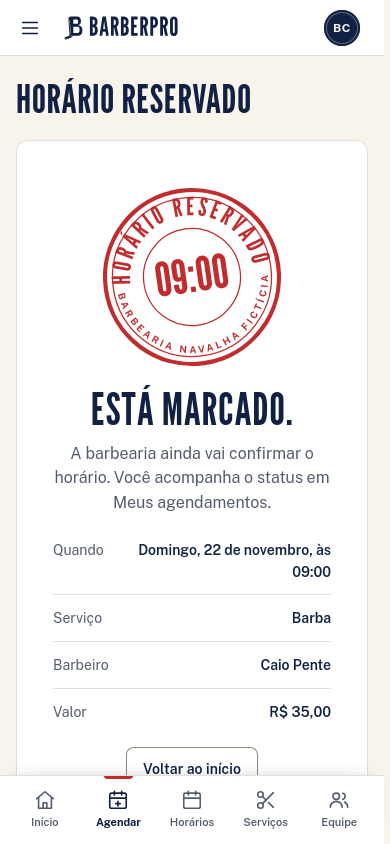 BARBERPRO
BC
HORÁRIO RESERVADO
HORÁRIO RESERVADO
09:00
BARBEARIA NAVALHA FICTÍCIA
ESTÁ MARCADO.
A barbearia ainda vai confirmar o
horário. Você acompanha o status em
Meus agendamentos.
Quando Domingo, 22 de novembro, às
09:00
Serviço Barba
Barbeiro Caio Pente
Valor R$ 35,00
Voltar ao início
Início Agendar Horários Serviços Equipe